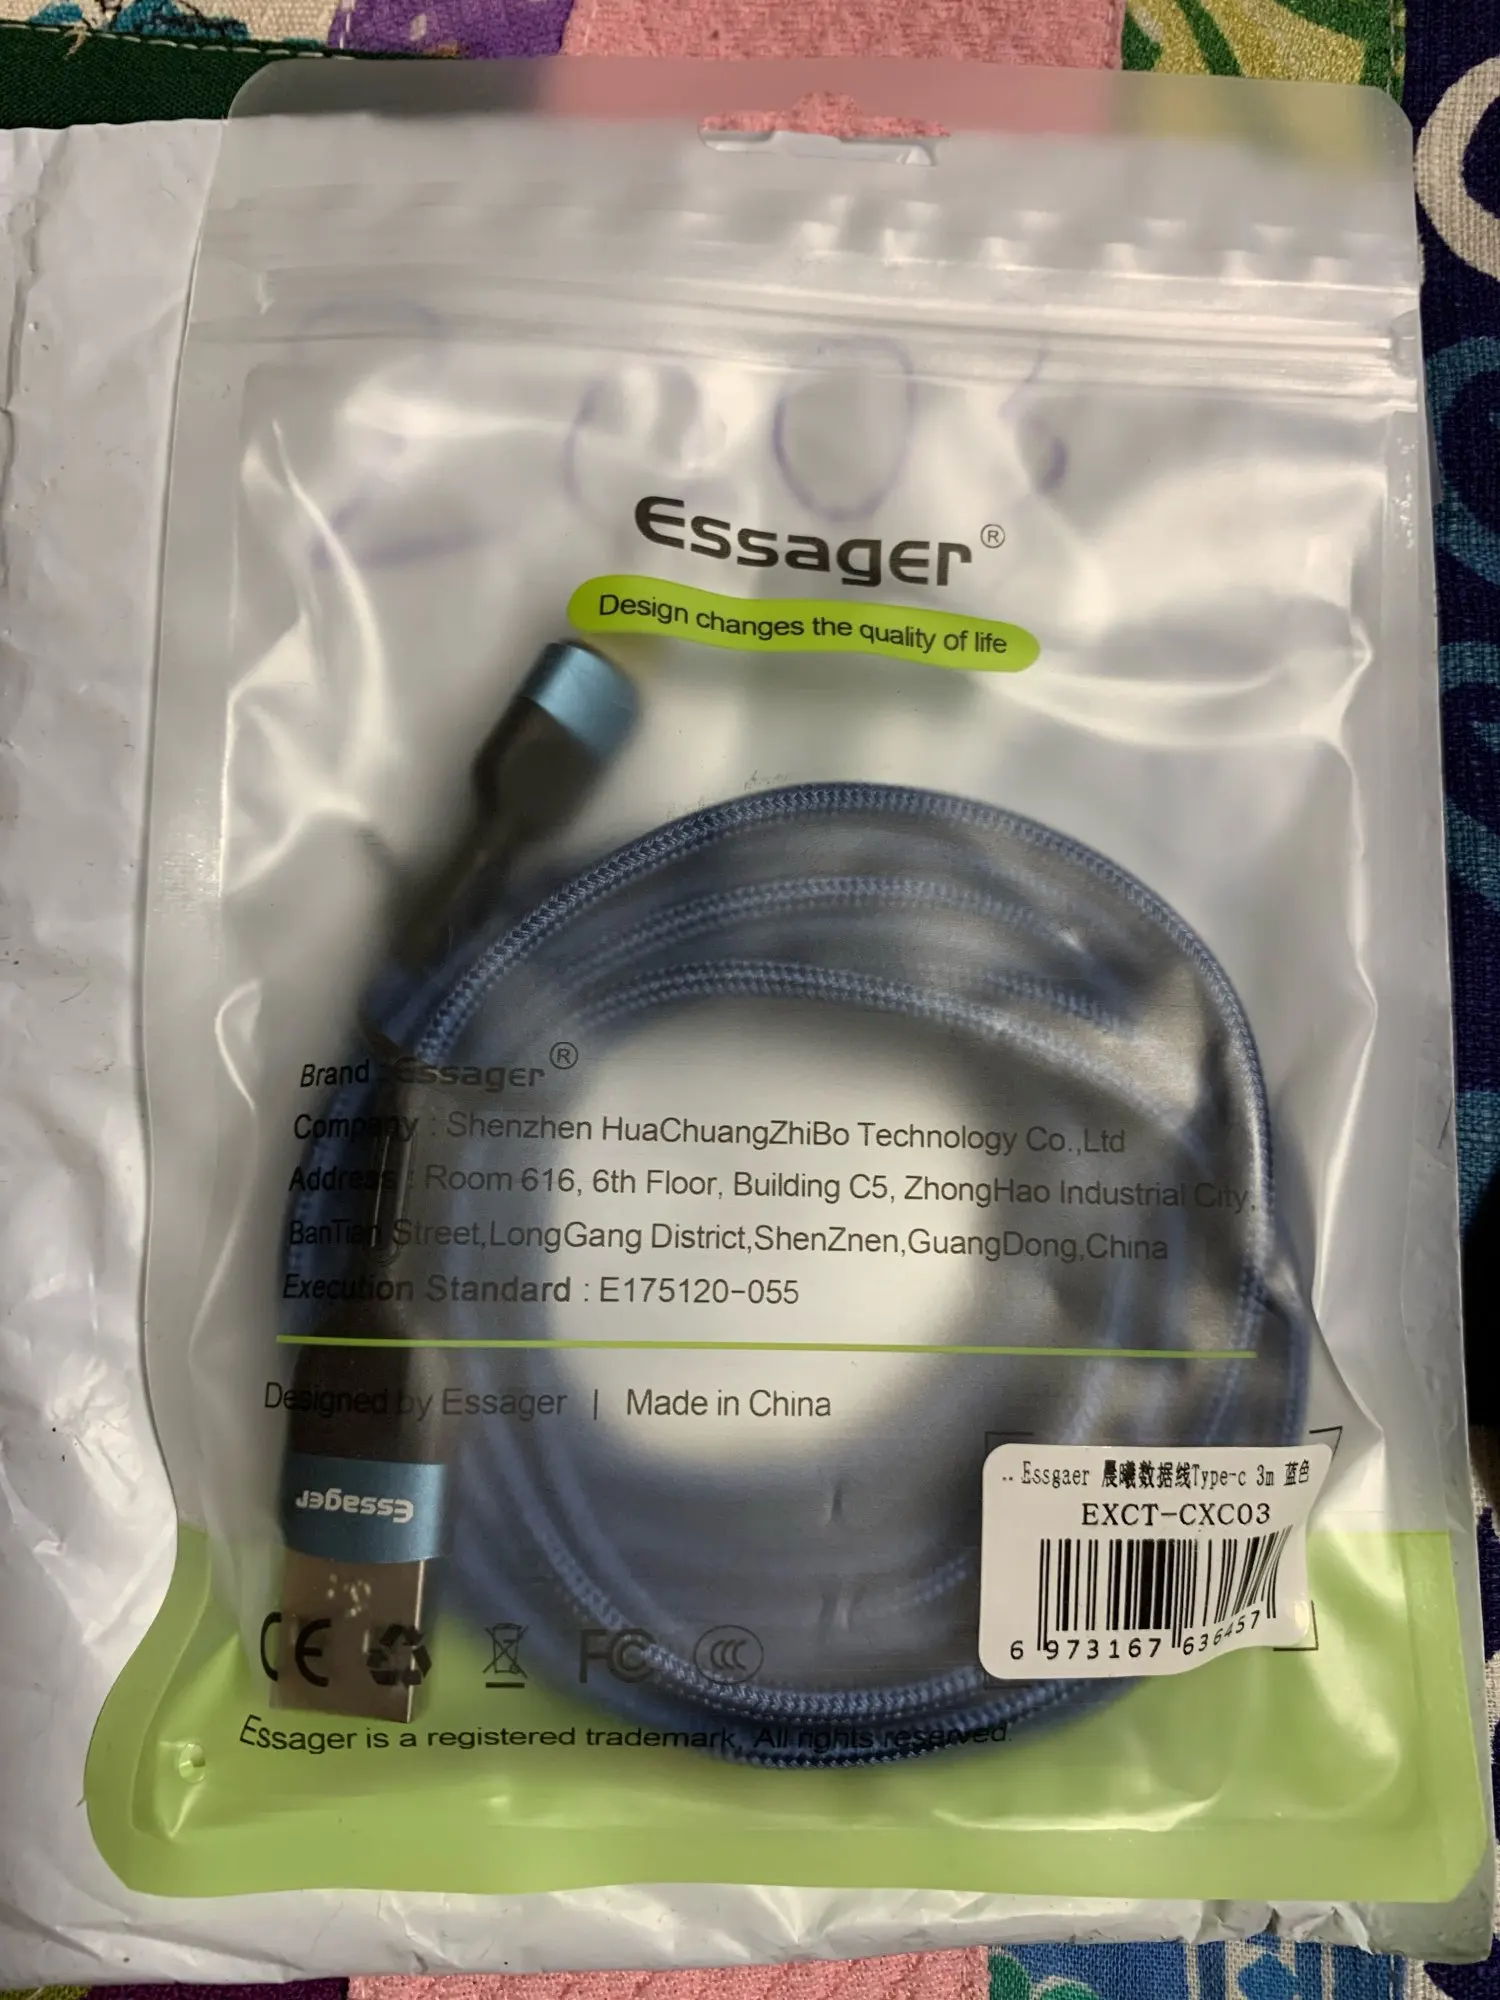 Essager®
Design changes the quality of life
Brand : Essager®
Company : Shenzhen HuaChuangZhiBo Technology Co.,Ltd
Address : Room 616, 6th Floor, Building C5, ZhongHao Industrial City,
BanTian Street,LongGang District,ShenZnen,GuangDong,China
Execution Standard : E175120-055
Designed by Essager | Made in China
Essager
.. Essgaer 晨曦数据线Type-c 3m 蓝色
EXCT-CXC03
6 973167 636457
CE FC CCC
Essager is a registered trademark, All rights reserved.